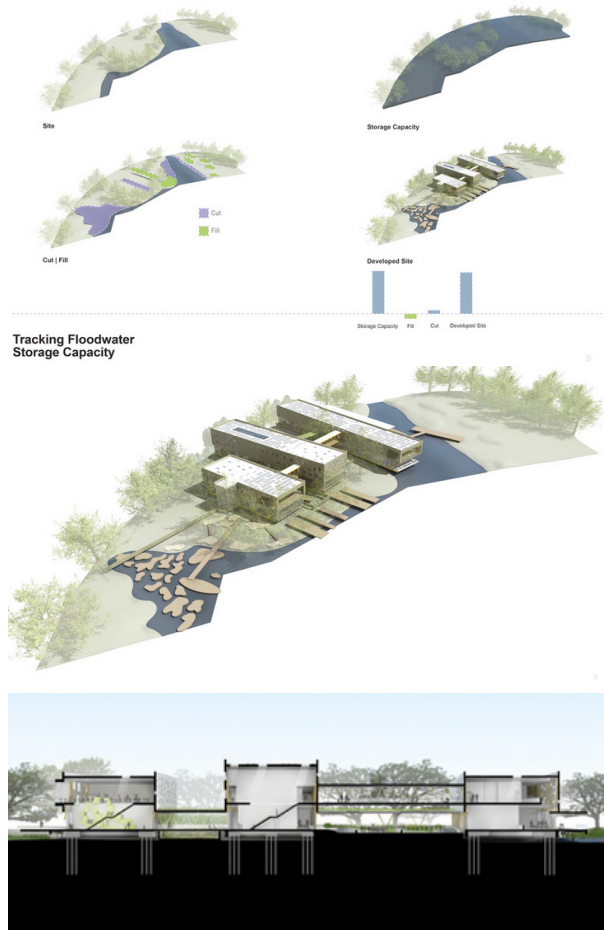 Site
Storage Capacity
Cut
Fill
Cut | Fill
Developed Site
Storage Capacity
Fill
Cut
Developed Site
Tracking Floodwater
Storage Capacity